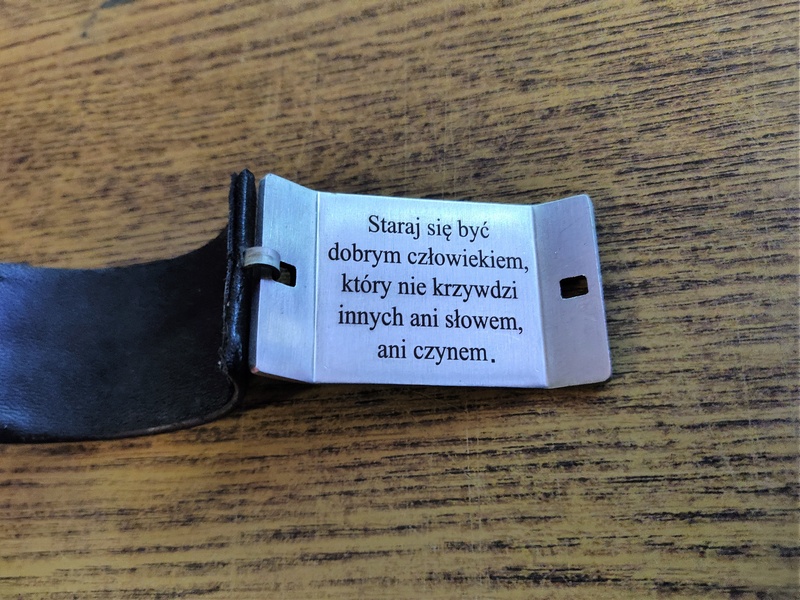 Staraj się być
dobrym człowiekiem,
który nie krzywdzi
innych ani słowem,
ani czynem.